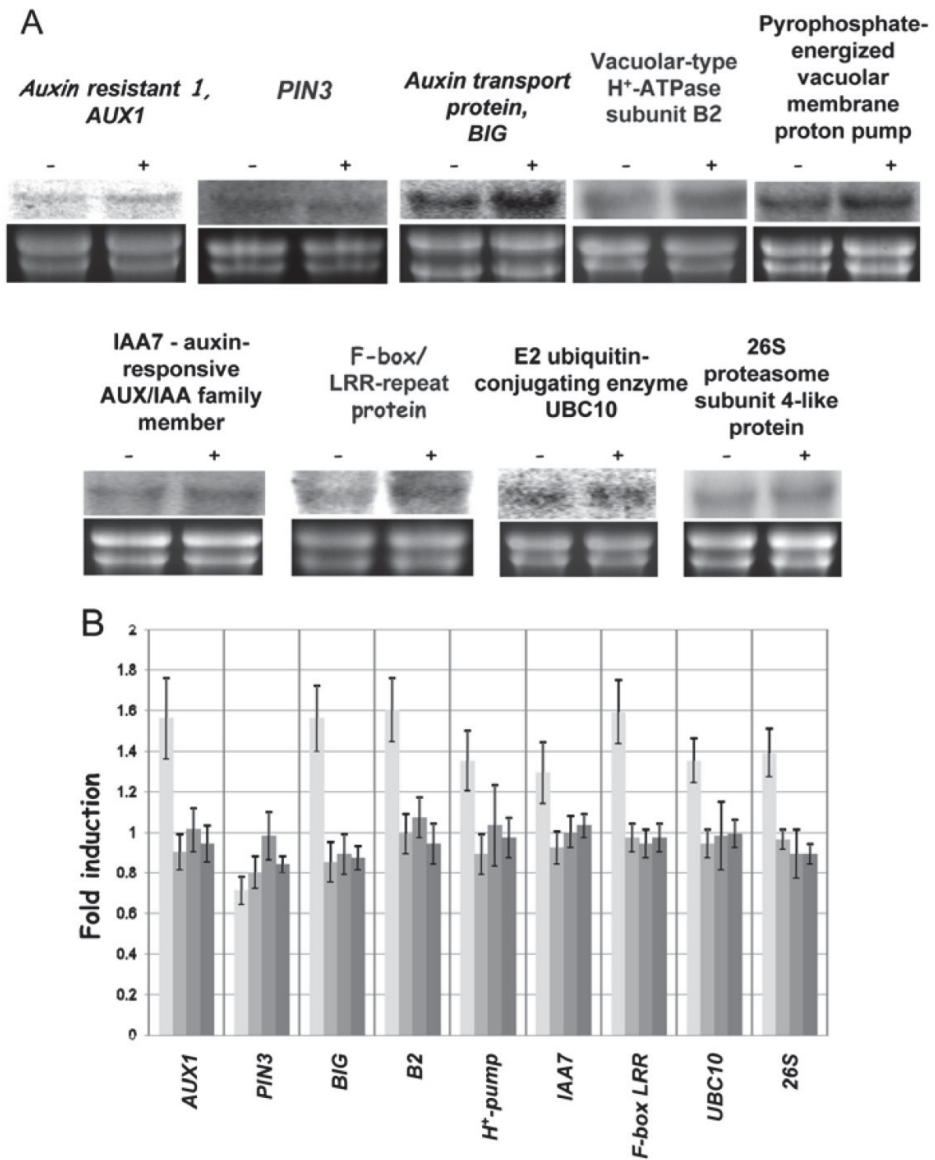 A
Auxin resistant 1,
AUX1
PIN3
Auxin transport
protein,
BIG
Vacuolar-type
H⁺-ATPase
subunit B2
Pyrophosphate-
energized
vacuolar
membrane
proton pump
- + - + - + - + - +
IAA7 - auxin-
responsive
AUX/IAA family
member
F-box/
LRR-repeat
protein
E2 ubiquitin-
conjugating enzyme
UBC10
26S
proteasome
subunit 4-like
protein
- + - + - + - +
B
Fold induction
2
1.8
1.6
1.4
1.2
1
0.8
0.6
0.4
0.2
0
AUX1
PIN3
BIG
B2
H⁺-pump
IAA7
F-box LRR
UBC10
26S